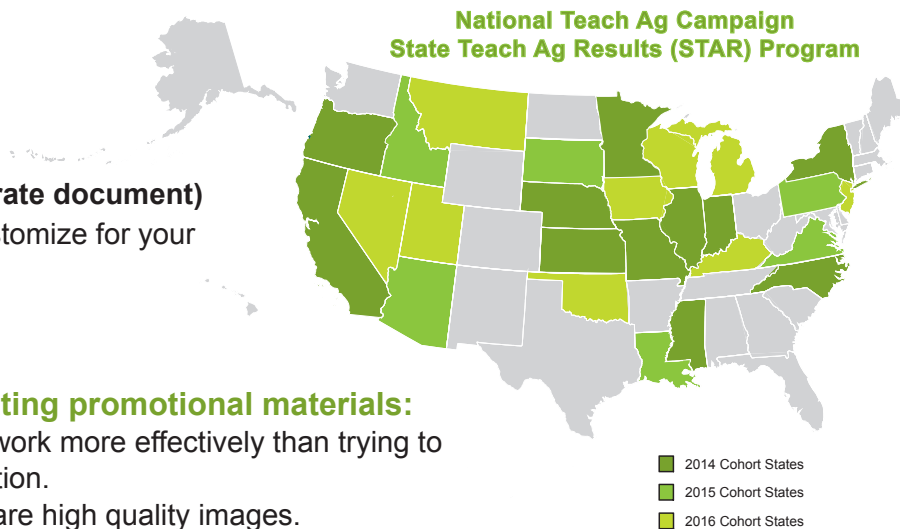 National Teach Ag Campaign
State Teach Ag Results (STAR) Program
rate document)
stomize for your
ting promotional materials:
work more effectively than trying to
tion.
are high quality images.
2014 Cohort States
2015 Cohort States
2016 Cohort States